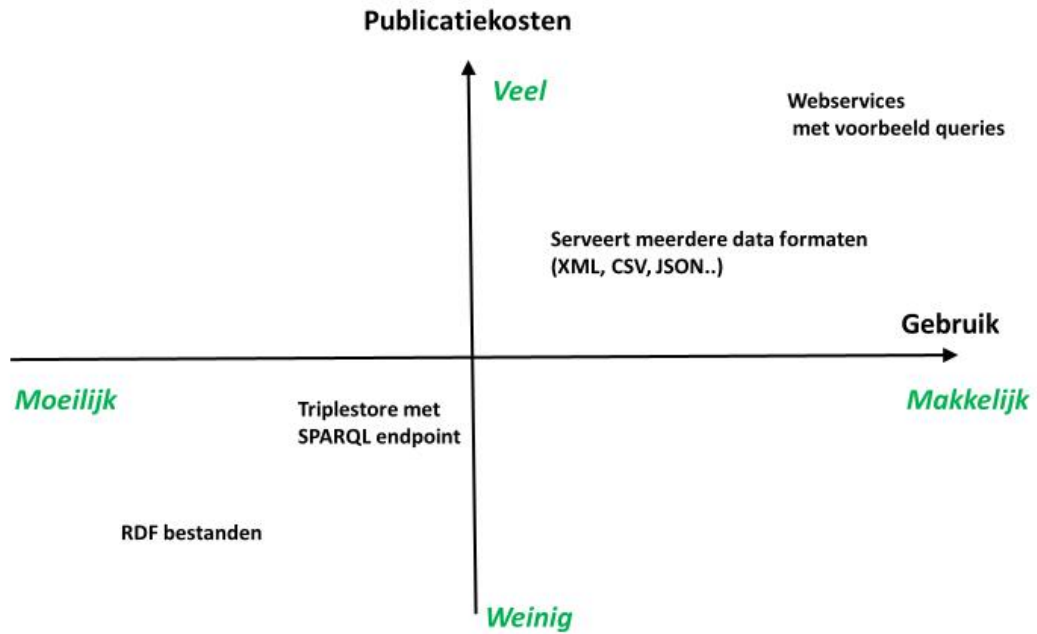 Publicatiekosten
Veel
Webservices
met voorbeeld queries
Serveert meerdere data formaten
(XML, CSV, JSON..)
Gebruik
Moeilijk
Makkelijk
Triplestore met
SPARQL endpoint
RDF bestanden
Weinig